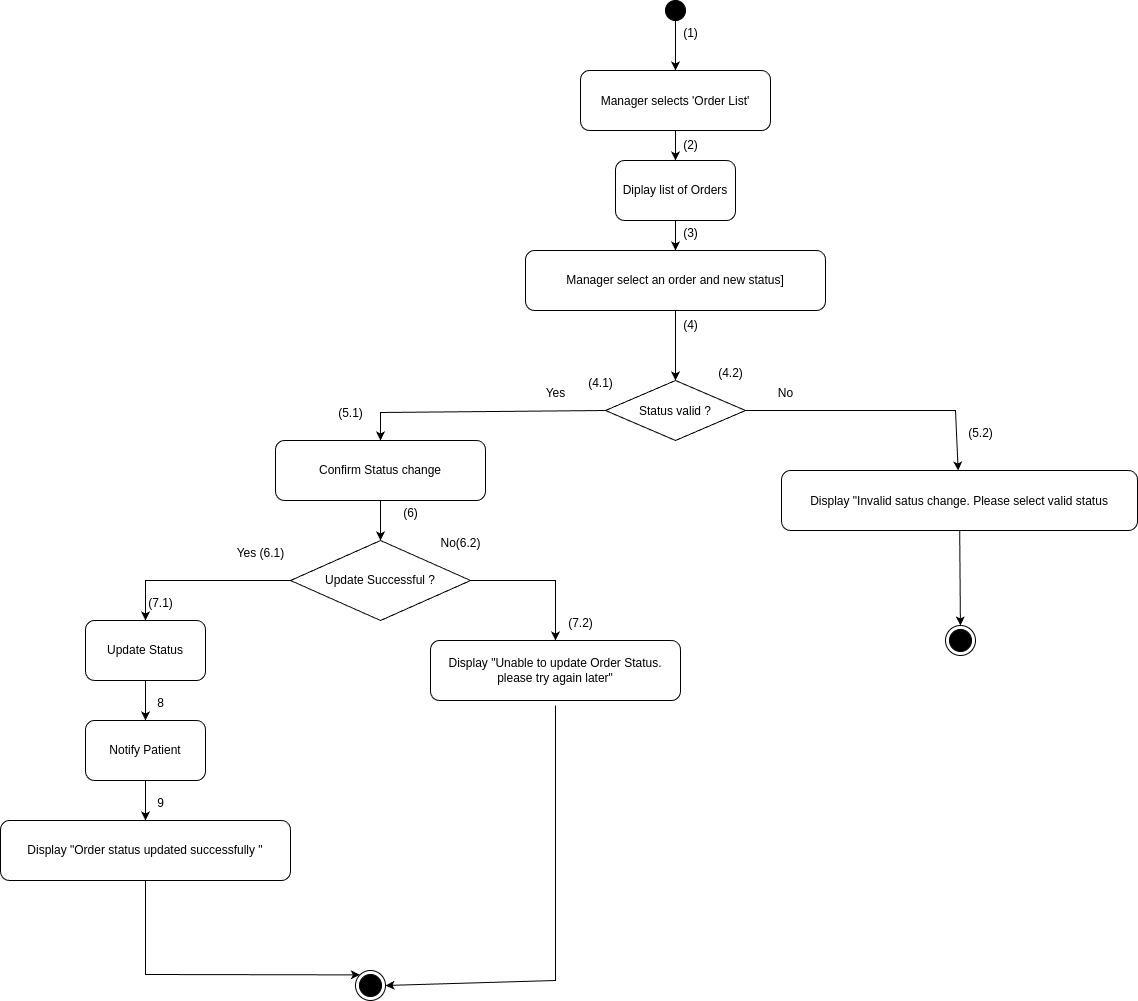 (1)
Manager selects 'Order List'
(2)
Diplay list of Orders
(3)
Manager select an order and new status]
(4)
(4.2)
(4.1)
Yes
No
Status valid ?
(5.1)
(5.2)
Confirm Status change
Display "Invalid satus change. Please select valid status
(6)
No(6.2)
Yes (6.1)
Update Successful ?
(7.1)
(7.2)
Update Status
Display "Unable to update Order Status.
please try again later"
8
Notify Patient
9
Display "Order status updated successfully "